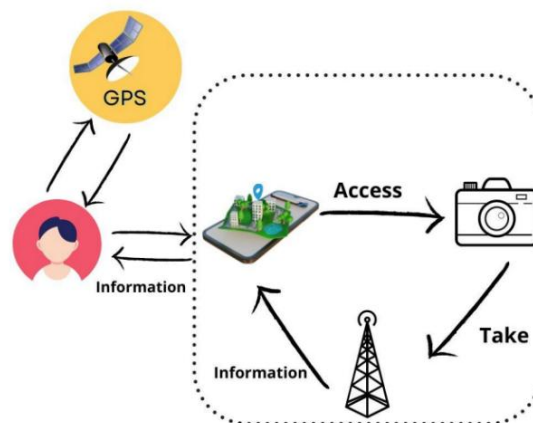 GPS
Access
Information
Take
Information